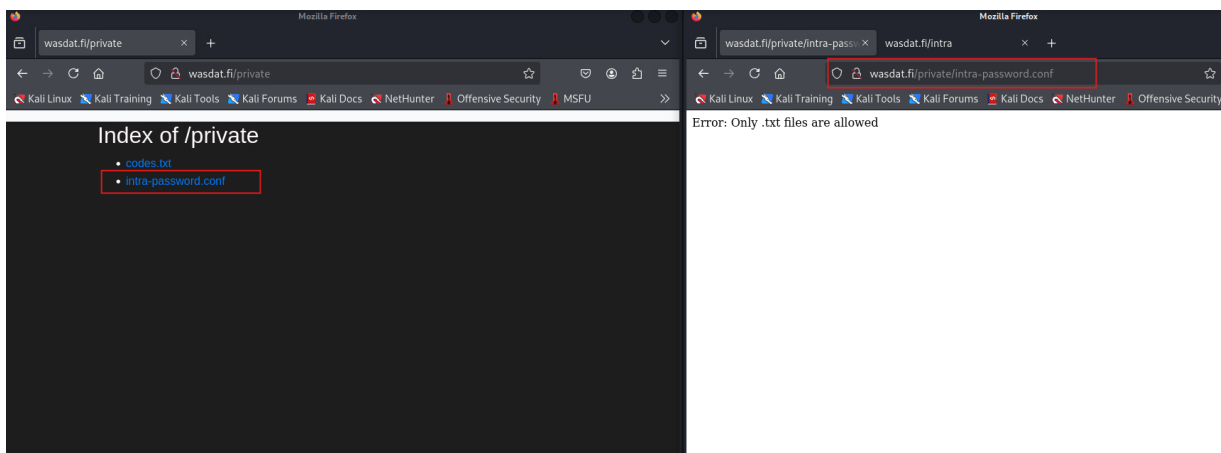 Mozilla Firefox
wasdat.fi/private
wasdat.fi/private
Kali Linux Kali Training Kali Tools Kali Forums Kali Docs NetHunter Offensive Security MSFU
Index of /private
codes.txt
intra-password.conf
Mozilla Firefox
wasdat.fi/private/intra-passv wasdat.fi/intra
wasdat.fi/private/intra-password.conf
Kali Linux Kali Training Kali Tools Kali Forums Kali Docs NetHunter Offensive Security
Error: Only .txt files are allowed